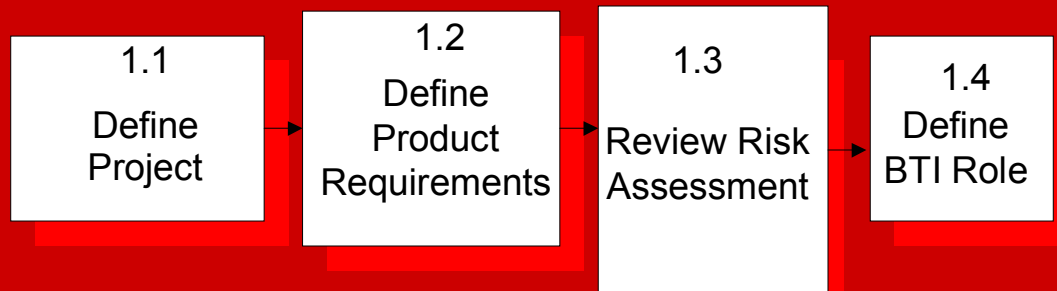 1.1
Define
Project
1.2
Define
Product
Requirements
1.3
Review Risk
Assessment
1.4
Define
BTI Role